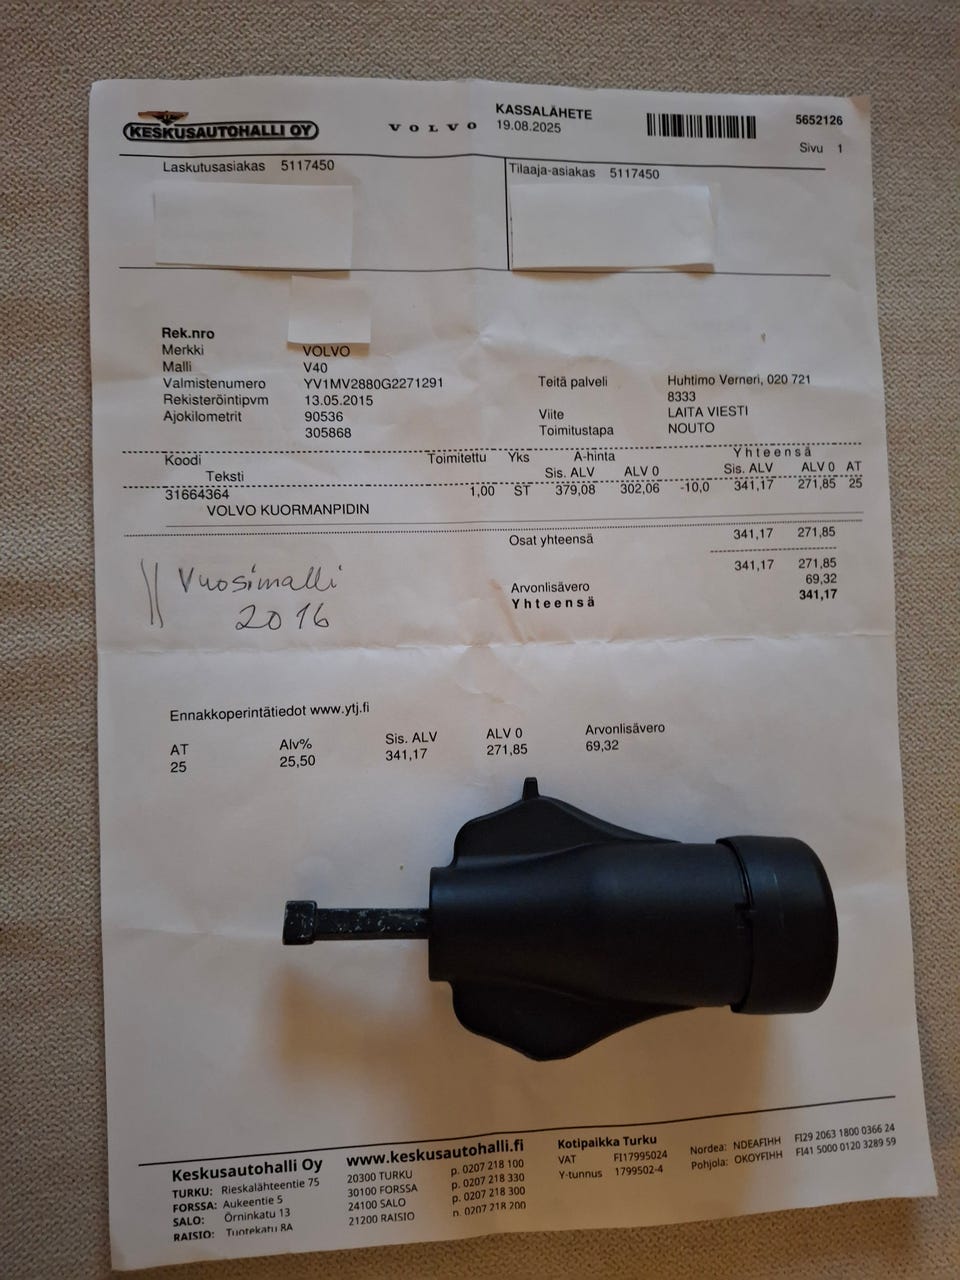 KESKUSAUTOHALLI OY
VOLVO
KASSALÄHETE
19.08.2025
5652126
Sivu 1
Laskutusasiakas 5117450
Tilaaja-asiakas 5117450
Rek.nro
Merkki VOLVO
Malli V40
Valmistenumero YV1MV2880G2271291
Rekisteröintipvm 13.05.2015
Ajokilometrit 90536
305868
Teitä palveli Huhtimo Verneri, 020 721
8333
Viite LAITA VIESTI
Toimitustapa NOUTO
Koodi Toimitettu Yks A-hinta Yhteensä
Teksti Sis. ALV ALV 0 Sis. ALV ALV 0 AT
31664364 1,00 ST 379,08 302,06 -10,0 341,17 271,85 25
VOLVO KUORMANPIDIN
Osat yhteensä 341,17 271,85
341,17 271,85
Arvonlisävero 69,32
Yhteensä 341,17
Vuosimalli
2016
Ennakkoperintätiedot www.ytj.fi
AT Alv% Sis. ALV ALV 0 Arvonlisävero
25 25,50 341,17 271,85 69,32
Keskusautohalli Oy www.keskusautohalli.fi
TURKU: Rieskalähteentie 75 20300 TURKU p. 0207 218 100
FORSSA: Aukeentie 5 30100 FORSSA p. 0207 218 330
SALO: Örninkatu 13 24100 SALO p. 0207 218 300
RAISIO: Tuotekatu 8A 21200 RAISIO p. 0207 218 200
Kotipaikka Turku
VAT FI17995024
Y-tunnus 1799502-4
Nordea: NDEAFIHH FI29 2063 1800 0366 24
Pohjola: OKOYFIHH FI41 5000 0120 3289 59